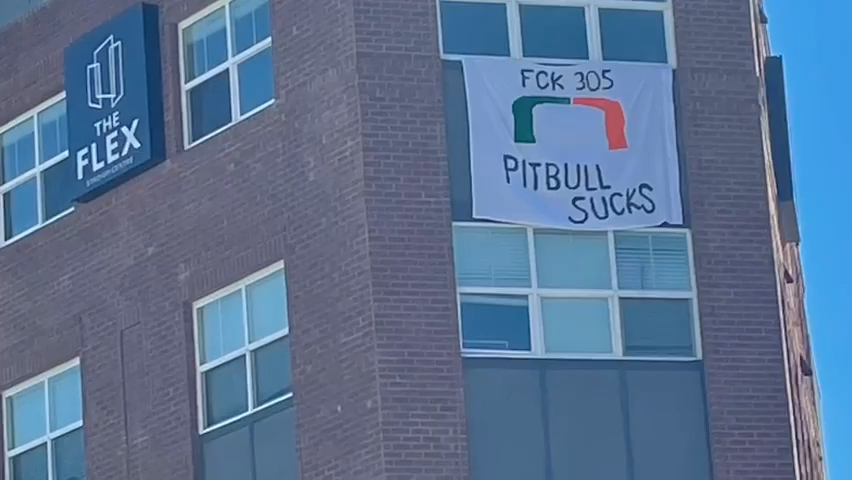 THE
FLEX
FCK 305
PITBULL
SUCKS